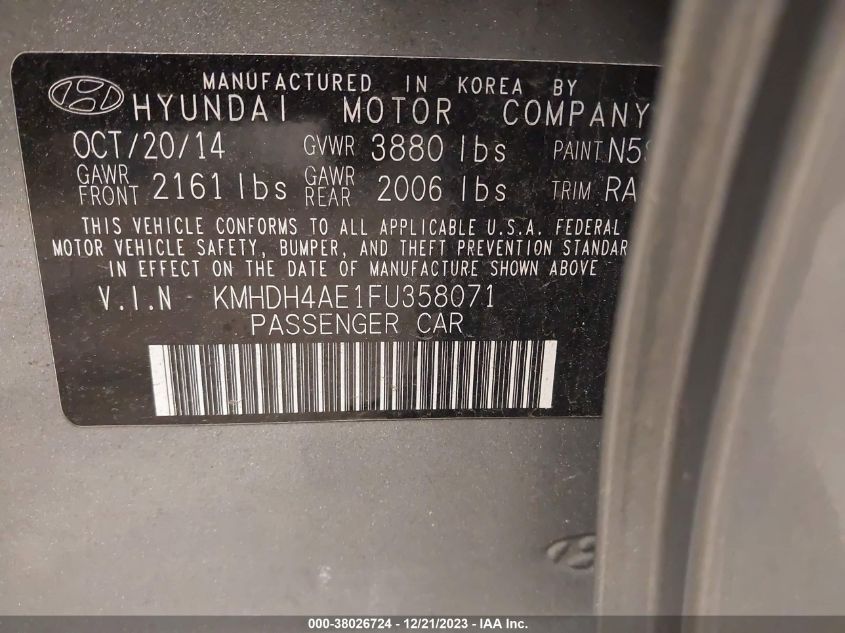 MANUFACTURED IN KOREA BY
HYUNDAI MOTOR COMPANY
OCT/20/14 GVWR 3880 lbs PAINT
GAWR FRONT 2161 lbs GAWR REAR 2006 lbs TRIM
THIS VEHICLE CONFORMS TO ALL APPLICABLE U.S.A. FEDERAL
MOTOR VEHICLE SAFETY, BUMPER, AND THEFT PREVENTION
IN EFFECT ON THE DATE OF MANUFACTURE SHOWN ABOVE
V.I.N KMHDH4AE1FU358071
PASSENGER CAR
000-38026724 - 12/21/2023 - IAA Inc.